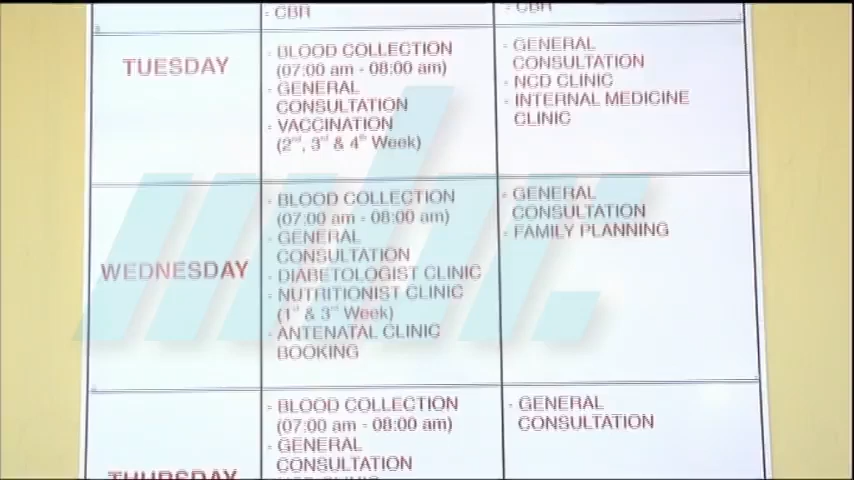 - CBR
- CBR
TUESDAY
- BLOOD COLLECTION
(07:00 am - 08:00 am)
- GENERAL
CONSULTATION
- VACCINATION
(2nd, 3rd & 4th Week)
- GENERAL
CONSULTATION
- NCD CLINIC
- INTERNAL MEDICINE
CLINIC
WEDNESDAY
- BLOOD COLLECTION
(07:00 am - 08:00 am)
- GENERAL
CONSULTATION
- DIABETOLOGIST CLINIC
- NUTRITIONIST CLINIC
(1st & 3rd Week)
- ANTENATAL CLINIC
BOOKING
- GENERAL
CONSULTATION
- FAMILY PLANNING
THURSDAY
- BLOOD COLLECTION
(07:00 am - 08:00 am)
- GENERAL
CONSULTATION
- GENERAL
CONSULTATION